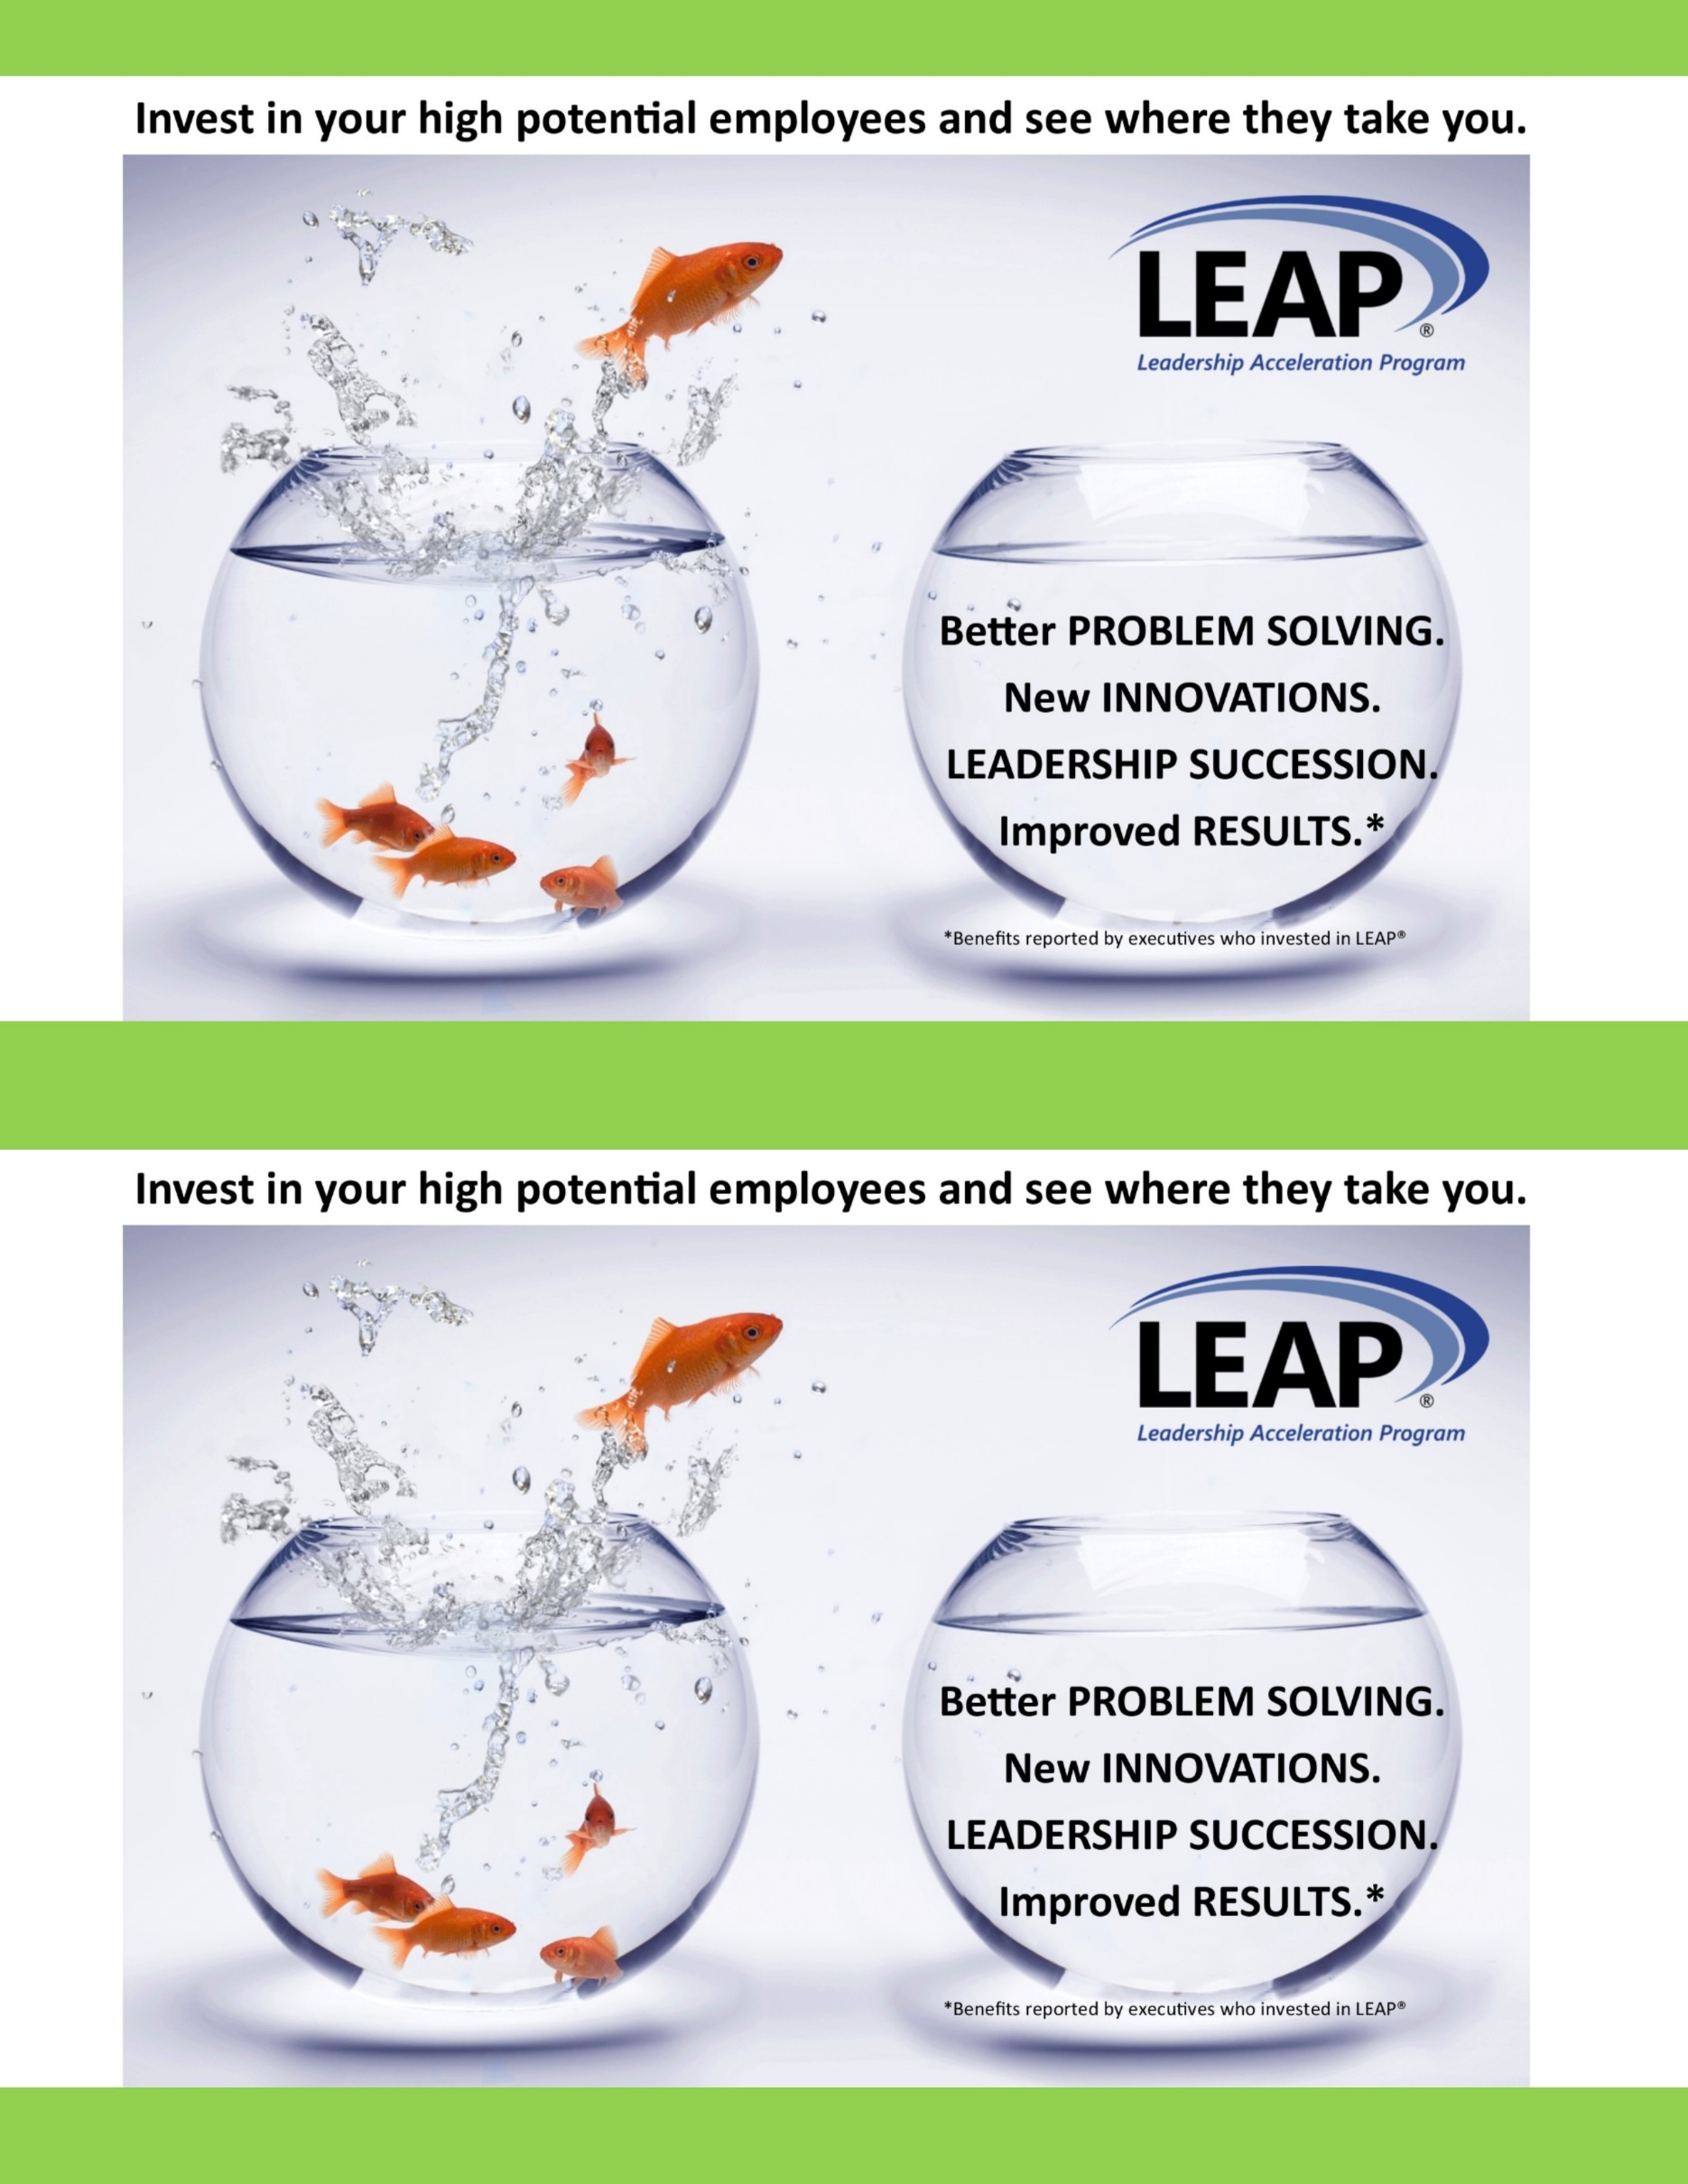 Invest in your high potential employees and see where they take you.
LEAP®
Leadership Acceleration Program
Better PROBLEM SOLVING.
New INNOVATIONS.
LEADERSHIP SUCCESSION.
Improved RESULTS.*
*Benefits reported by executives who invested in LEAP®
Invest in your high potential employees and see where they take you.
LEAP®
Leadership Acceleration Program
Better PROBLEM SOLVING.
New INNOVATIONS.
LEADERSHIP SUCCESSION.
Improved RESULTS.*
*Benefits reported by executives who invested in LEAP®